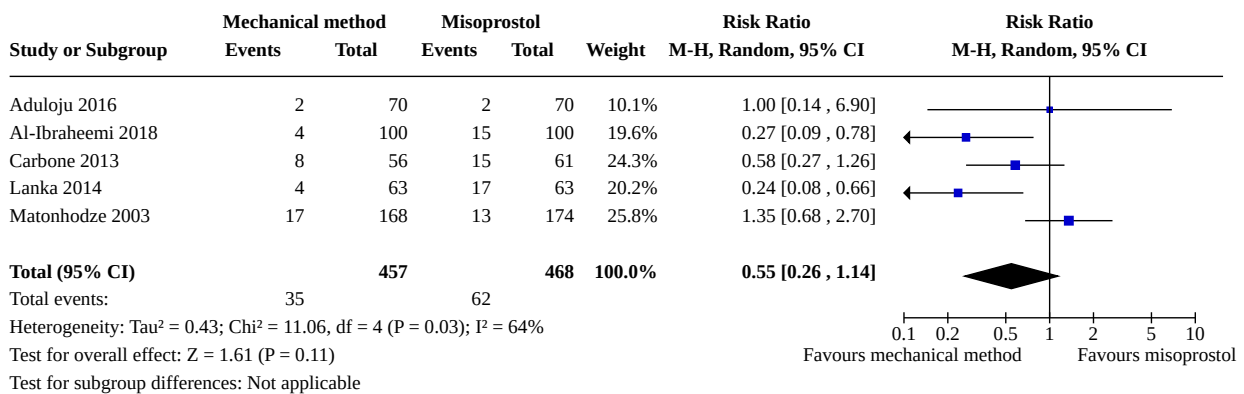 Mechanical method Misoprostol Risk Ratio Risk Ratio
Study or Subgroup Events Total Events Total Weight M-H, Random, 95% CI M-H, Random, 95% CI
Aduloju 2016 2 70 2 70 10.1% 1.00 [0.14 , 6.90]
Al-Ibraheemi 2018 4 100 15 100 19.6% 0.27 [0.09 , 0.78]
Carbone 2013 8 56 15 61 24.3% 0.58 [0.27 , 1.26]
Lanka 2014 4 63 17 63 20.2% 0.24 [0.08 , 0.66]
Matonhodze 2003 17 168 13 174 25.8% 1.35 [0.68 , 2.70]
Total (95% CI) 457 468 100.0% 0.55 [0.26 , 1.14]
Total events: 35 62
Heterogeneity: Tau² = 0.43; Chi² = 11.06, df = 4 (P = 0.03); I² = 64%
0.1 0.2 0.5 1 2 5 10
Test for overall effect: Z = 1.61 (P = 0.11)
Favours mechanical method Favours misoprostol
Test for subgroup differences: Not applicable